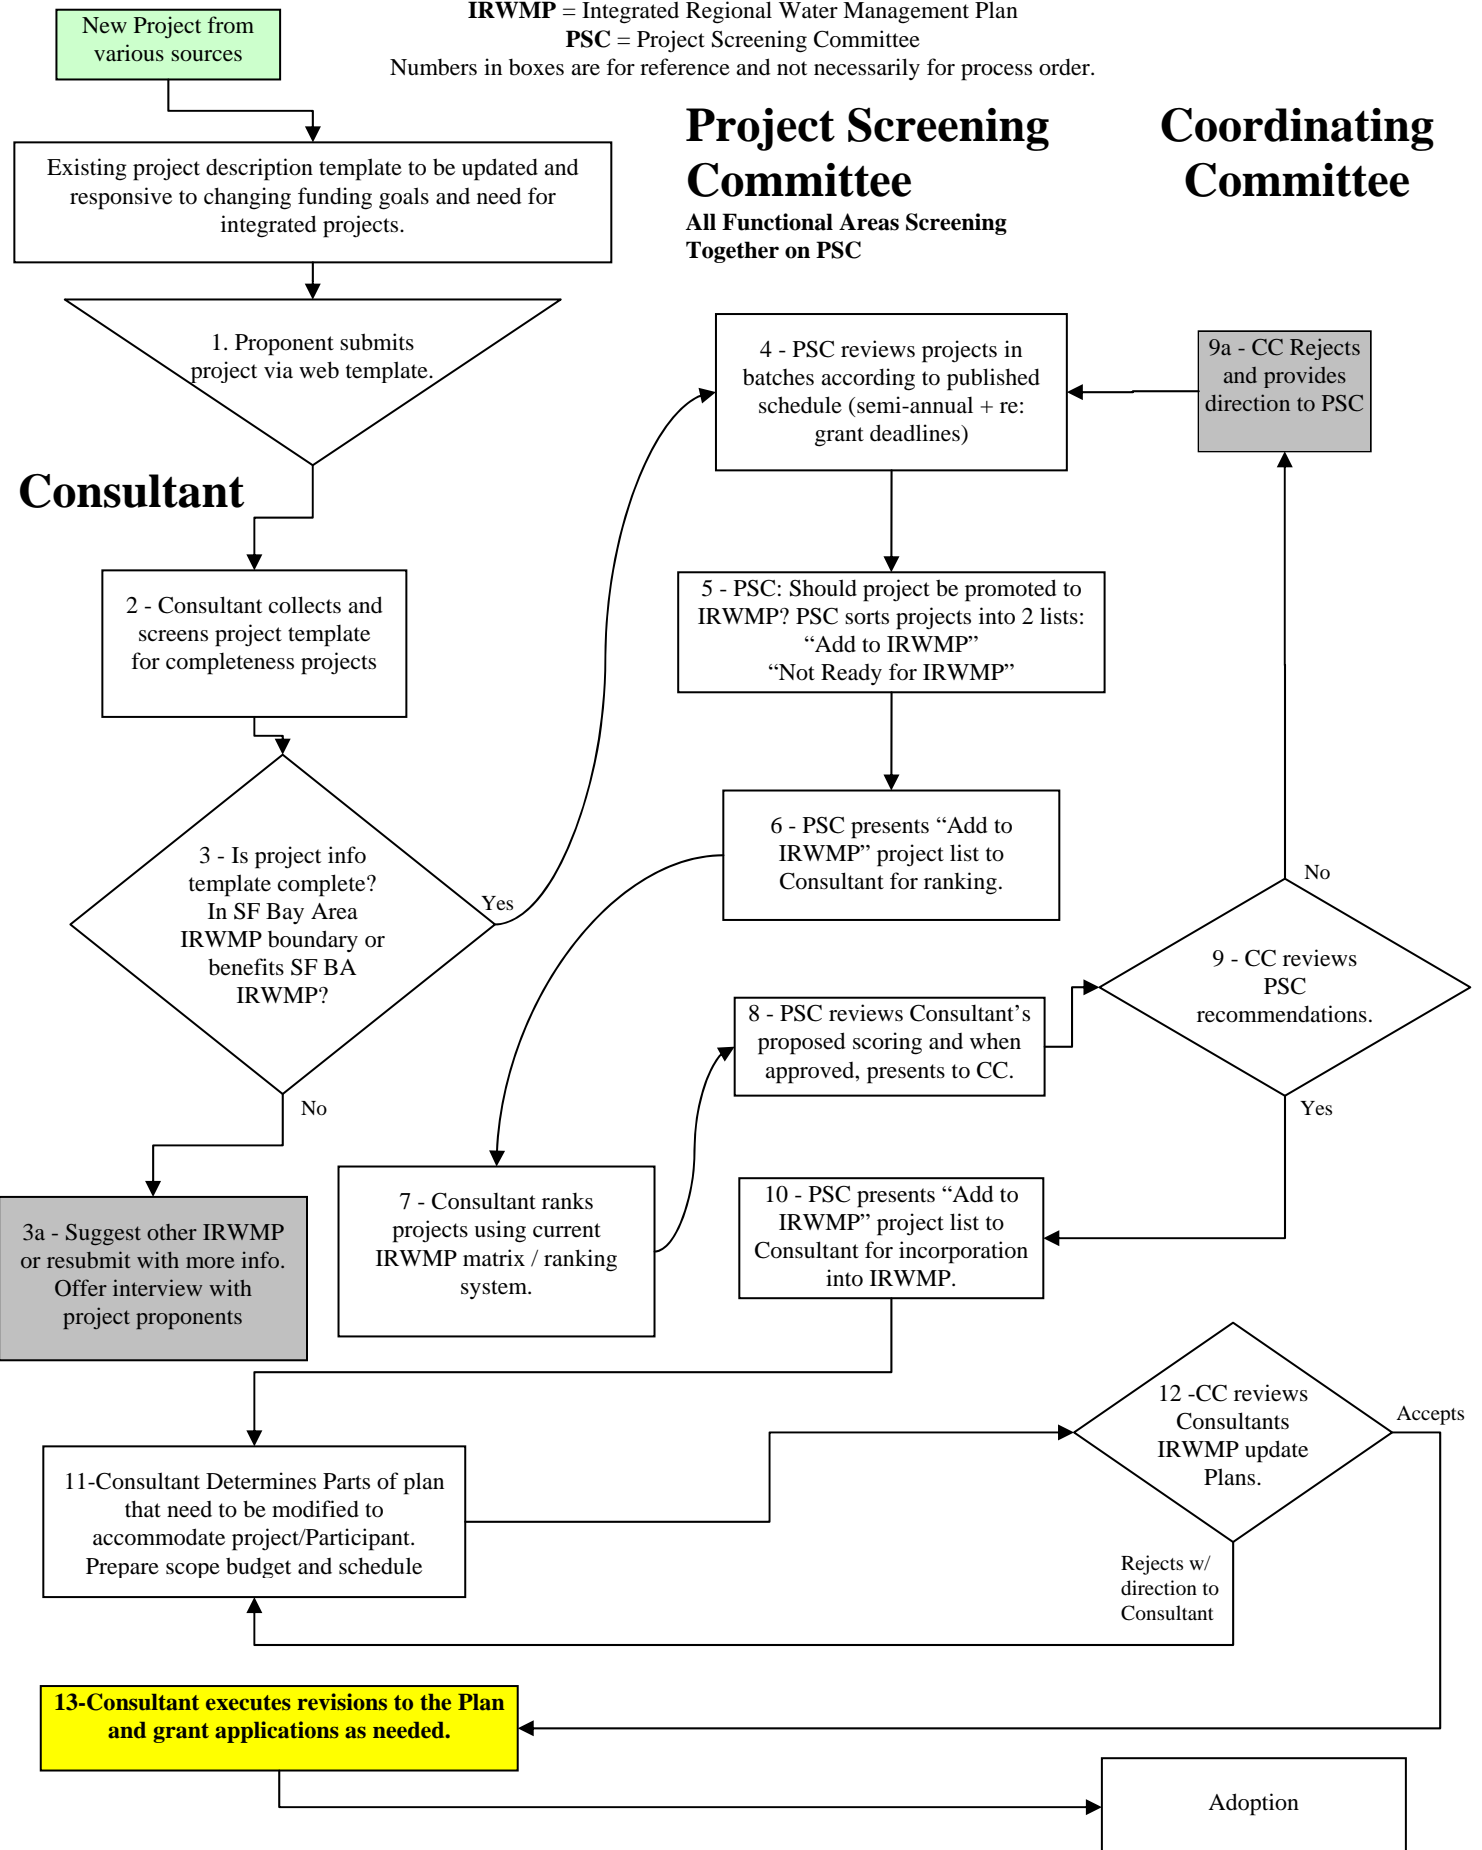 IRWMP = Integrated Regional Water Management Plan
PSC = Project Screening Committee
Numbers in boxes are for reference and not necessarily for process order.
New Project from
various sources
Existing project description template to be updated and
responsive to changing funding goals and need for
integrated projects.
1. Proponent submits
project via web template.
Consultant
2 - Consultant collects and
screens project template
for completeness projects
3 - Is project info
template complete?
In SF Bay Area
IRWMP boundary or
benefits SF BA
IRWMP?
Yes
No
3a - Suggest other IRWMP
or resubmit with more info.
Offer interview with
project proponents
Project Screening
Committee
All Functional Areas Screening
Together on PSC
4 - PSC reviews projects in
batches according to published
schedule (semi-annual + re:
grant deadlines)
5 - PSC: Should project be promoted to
IRWMP? PSC sorts projects into 2 lists:
“Add to IRWMP”
“Not Ready for IRWMP”
6 - PSC presents “Add to
IRWMP” project list to
Consultant for ranking.
7 - Consultant ranks
projects using current
IRWMP matrix / ranking
system.
8 - PSC reviews Consultant’s
proposed scoring and when
approved, presents to CC.
Coordinating
Committee
9a - CC Rejects
and provides
direction to PSC
No
9 - CC reviews
PSC
recommendations.
Yes
10 - PSC presents “Add to
IRWMP” project list to
Consultant for incorporation
into IRWMP.
11-Consultant Determines Parts of plan
that need to be modified to
accommodate project/Participant.
Prepare scope budget and schedule
12 -CC reviews
Consultants
IRWMP update
Plans.
Accepts
Rejects w/
direction to
Consultant
13-Consultant executes revisions to the Plan
and grant applications as needed.
Adoption